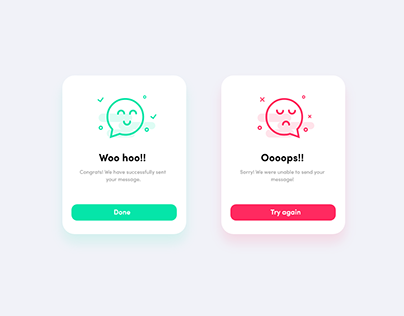 Woo hoo!!
Congrats! We have successfully sent
your message.
Done
Oooops!!
Sorry! We were unable to send your
message!
Try again